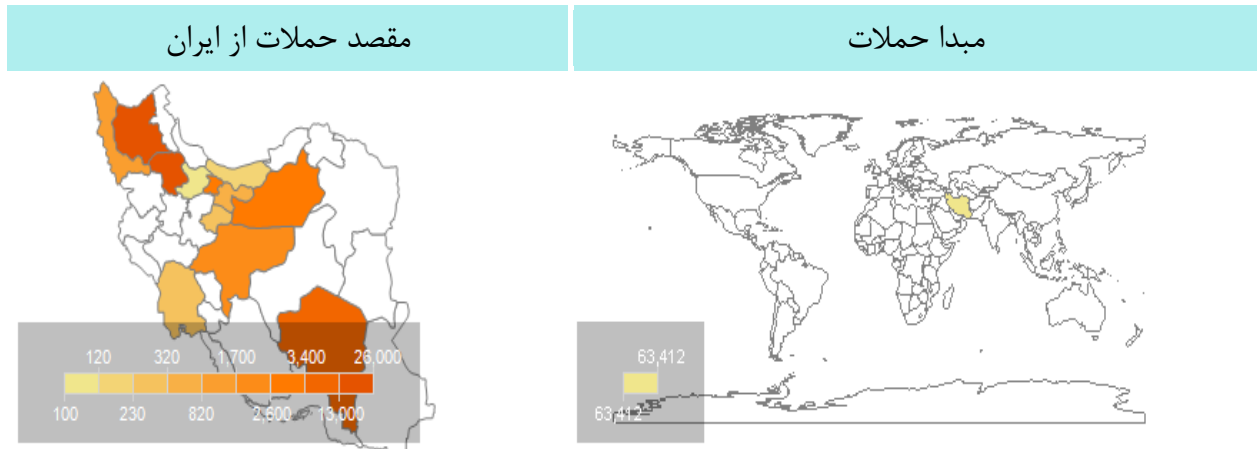 مبدا حملات
مقصد حملات از ایران
120 320 1,700 3,400 26,000
100 230 820 2,600 13,000
63,412
63,412